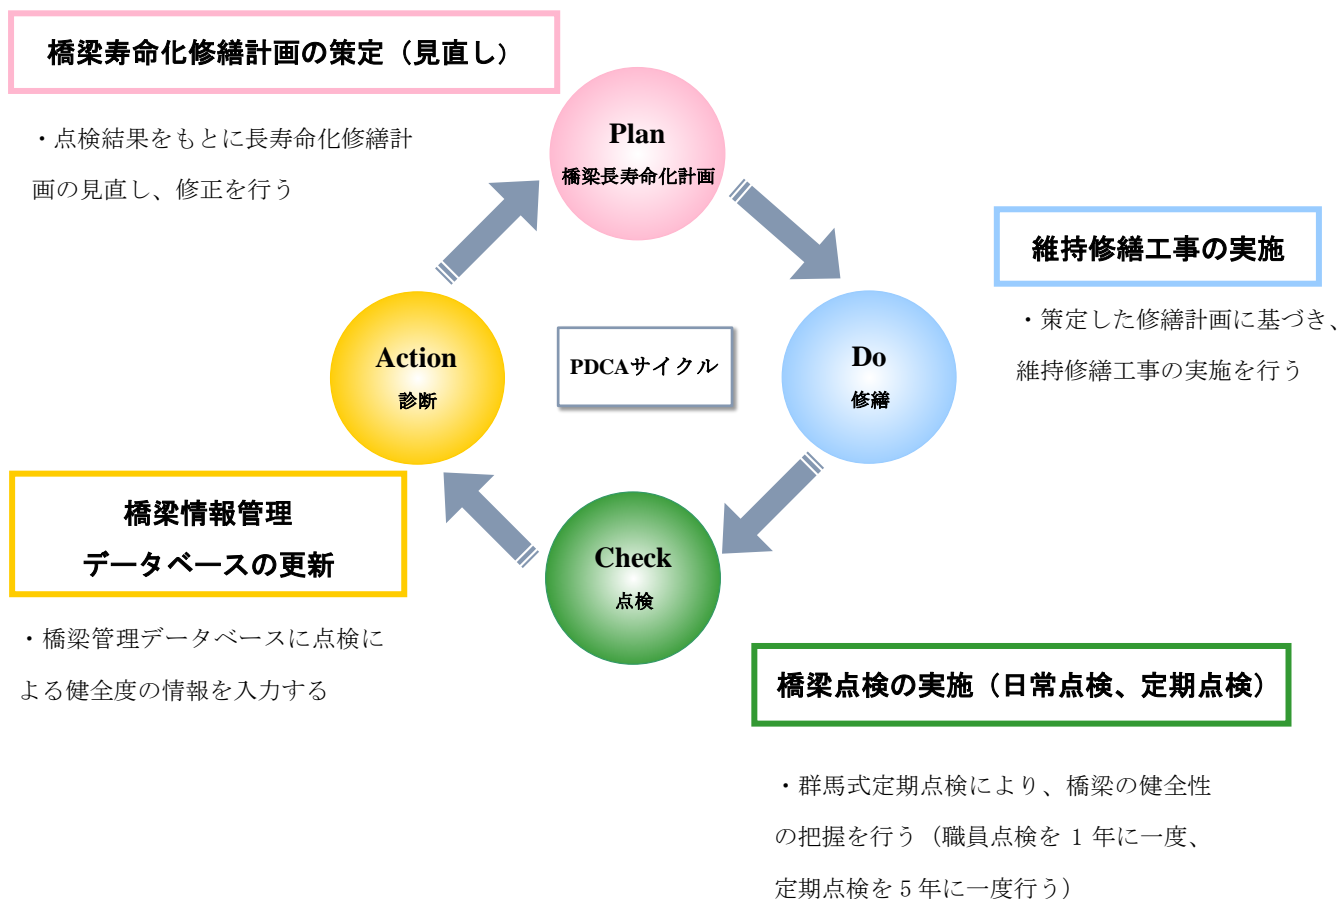 橋梁寿命化修繕計画の策定（見直し）
・点検結果をもとに長寿命化修繕計
画の見直し、修正を行う
Plan
橋梁長寿命化計画
維持修繕工事の実施
・策定した修繕計画に基づき、
維持修繕工事の実施を行う
Action
診断
PDCAサイクル
Do
修繕
橋梁情報管理
データベースの更新
・橋梁管理データベースに点検に
よる健全度の情報を入力する
Check
点検
橋梁点検の実施（日常点検、定期点検）
・群馬式定期点検により、橋梁の健全性
の把握を行う（職員点検を 1 年に一度、
定期点検を 5 年に一度行う）